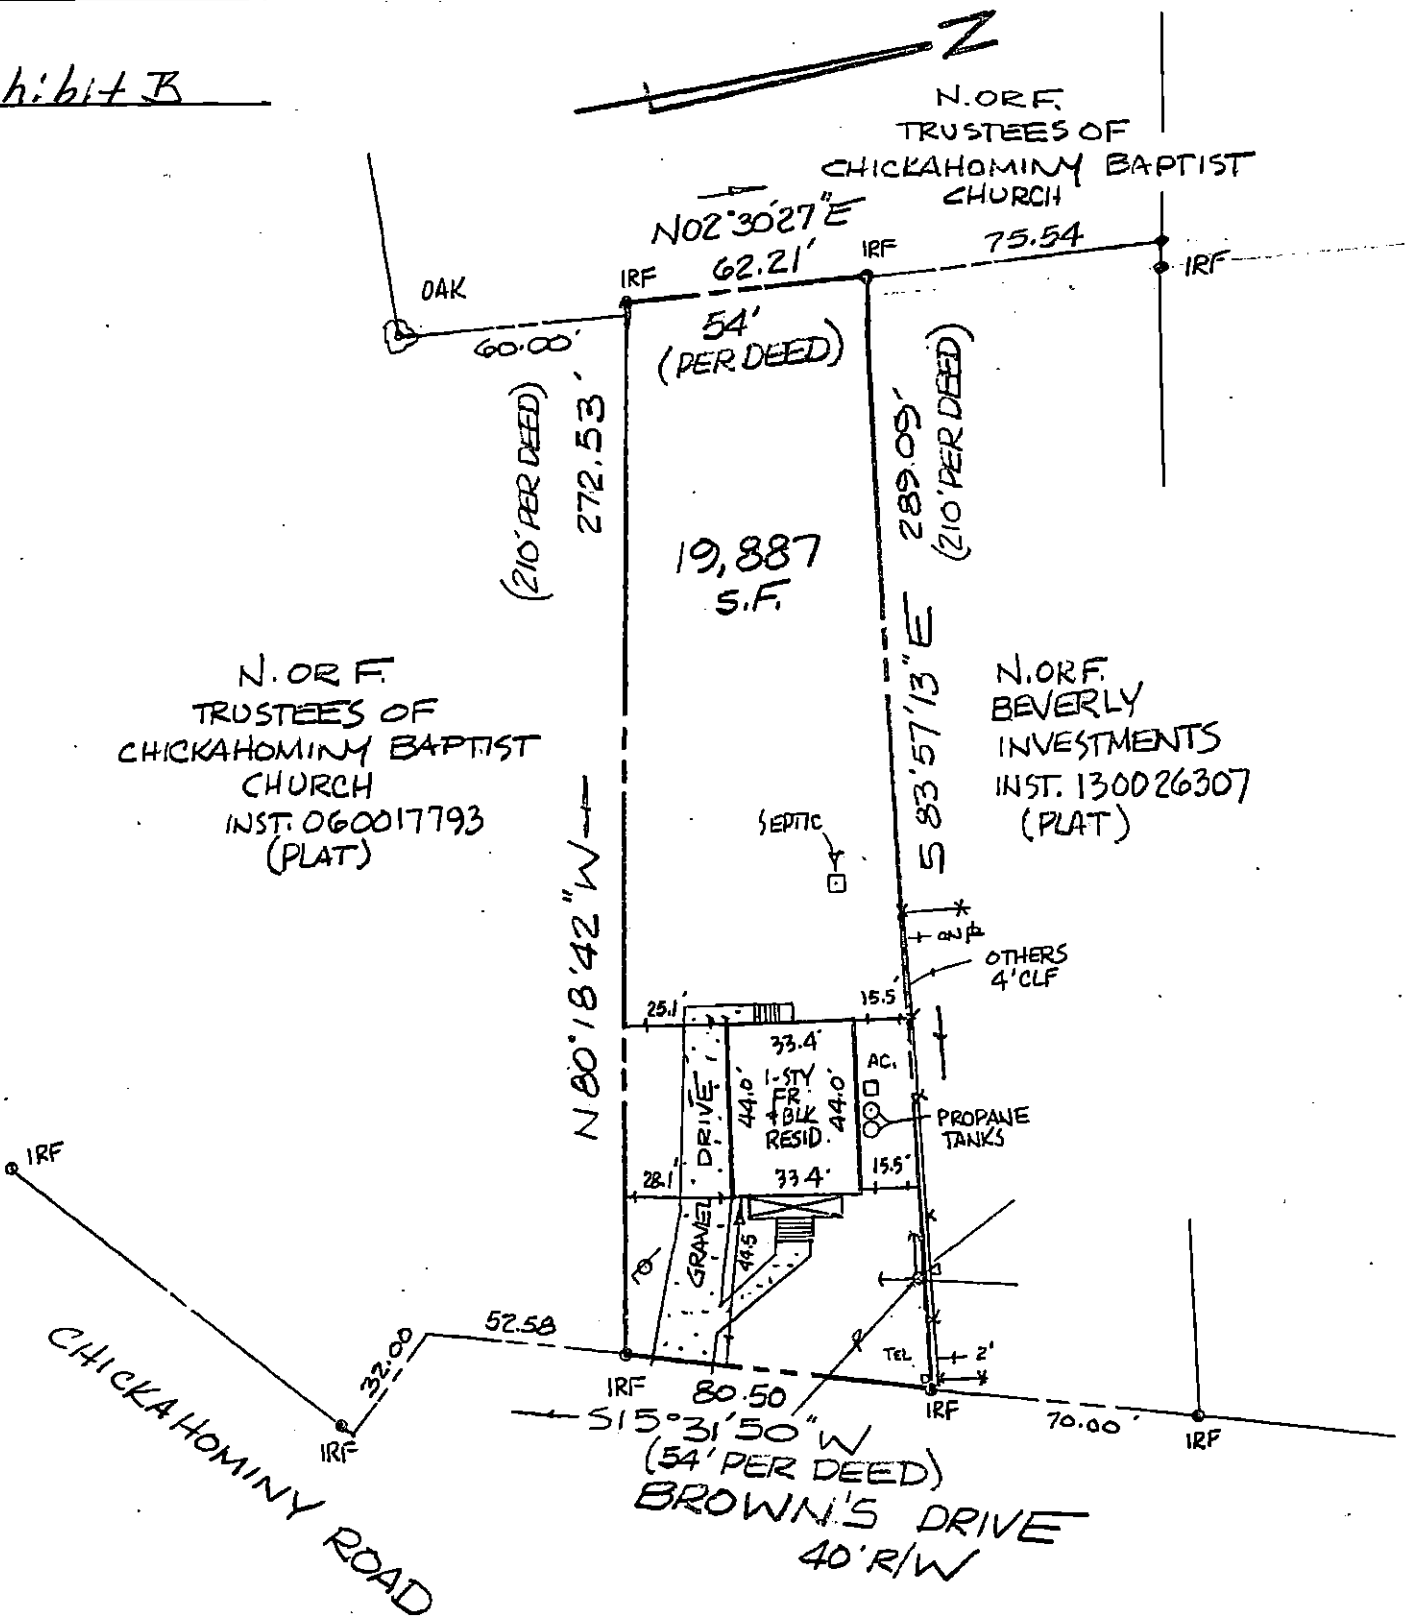 hibit B
Z
N. OR F.
TRUSTEES OF
CHICKAHOMINY BAPTIST
CHURCH
N02°30'27"E
62.21'
IRF
IRF
75.54
IRF
OAK
60.00'
54'
(PER DEED)
(210' PER DEED)
272.53'
289.09'
(210' PER DEED)
19,887
S.F.
N. OR F.
TRUSTEES OF
CHICKAHOMINY BAPTIST
CHURCH
INST. 060017793
(PLAT)
N. OR F.
BEVERLY
INVESTMENTS
INST. 130026307
(PLAT)
S 83°57'13"E
N 80°18'42"W
SEPTIC
OTHERS
4' CLF
25.1'
15.5'
33.4'
AC.
44.0'
1-STY
FR
+BLK
RESID.
44.0'
PROPANE
TANKS
33.4'
28.1'
15.5'
GRAVEL DRIVE
44.5
IRF
52.58
32.00
IRF
TEL
2'
IRF
80.50
IRF
70.00'
IRF
S15°31'50"W
(54' PER DEED)
BROWN'S DRIVE
40' R/W
CHICKAHOMINY ROAD